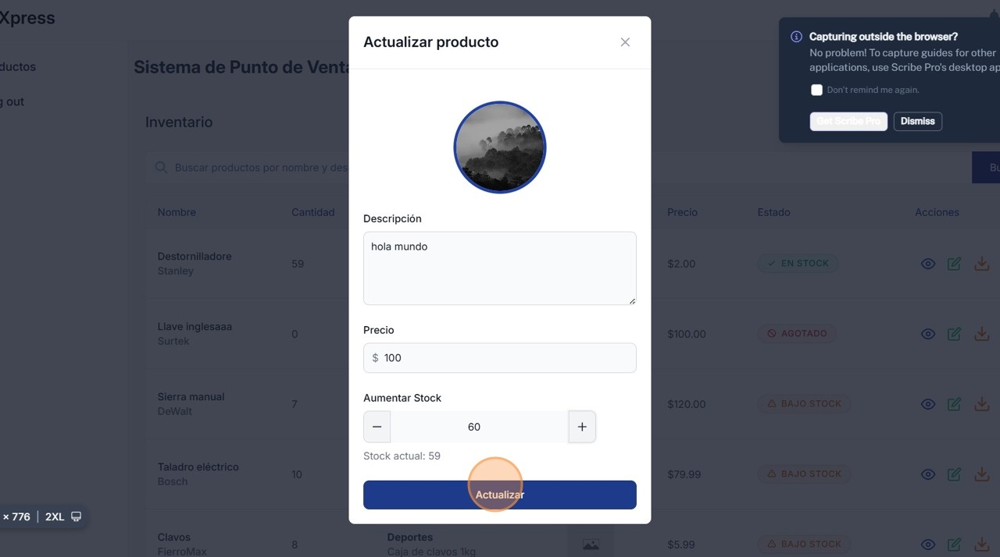 Xpress
Actualizar producto
Capturing outside the browser?
No problem! To capture guides for other
applications, use Scribe Pro's desktop ap
Don't remind me again.
Get Scribe Pro
Dismiss
ductos
g out
Sistema de Punto de Venta
Inventario
Buscar productos por nombre y des
Bu
Nombre
Cantidad
Precio
Estado
Acciones
Destornilladore
Stanley
59
$2.00
EN STOCK
Llave inglesaaa
Surtek
0
$100.00
AGOTADO
Sierra manual
DeWalt
7
$120.00
BAJO STOCK
Taladro eléctrico
Bosch
10
$79.99
BAJO STOCK
Clavos
FierroMax
8
Deportes
Caja de clavos 1kg
$5.99
BAJO STOCK
Descripción
hola mundo
Precio
$ 100
Aumentar Stock
− 60 +
Stock actual: 59
Actualizar
× 776 | 2XL